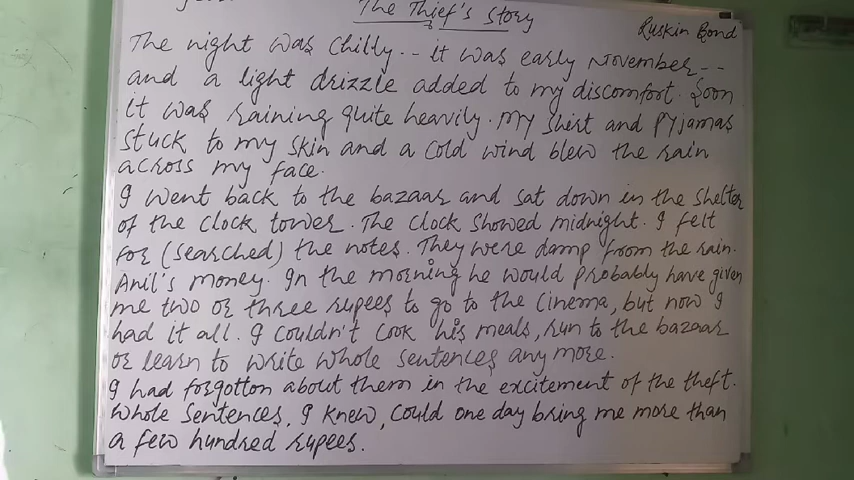 The Thief's Story
Ruskin Bond
The night was chilly -- it was early November --
and a light drizzle added to my discomfort. Soon
it was raining quite heavily. My shirt and pyjamas
stuck to my skin and a cold wind blew the rain
across my face.
I went back to the bazaar and sat down in the shelter
of the clock tower. The clock showed midnight. I felt
for (searched) the notes. They were damp from the rain.
Anil's money. In the morning he would probably have given
me two or three rupees to go to the cinema, but now I
had it all. I couldn't cook his meals, run to the bazaar
or learn to write whole sentences any more.
I had forgotton about them in the excitement of the theft.
Whole sentences, I knew, could one day bring me more than
a few hundred rupees.